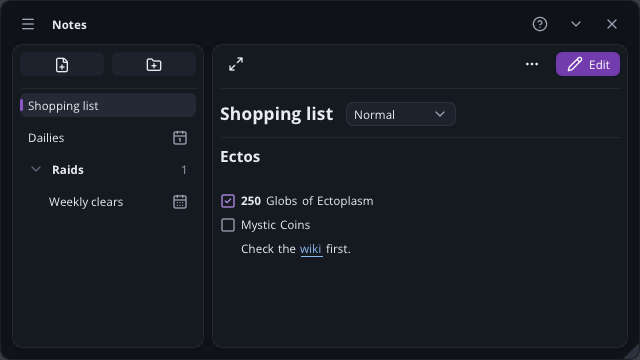 Notes
Edit
Shopping list
Dailies
Raids 1
Weekly clears
Shopping list Normal
Ectos
250 Globs of Ectoplasm
Mystic Coins
Check the wiki first.